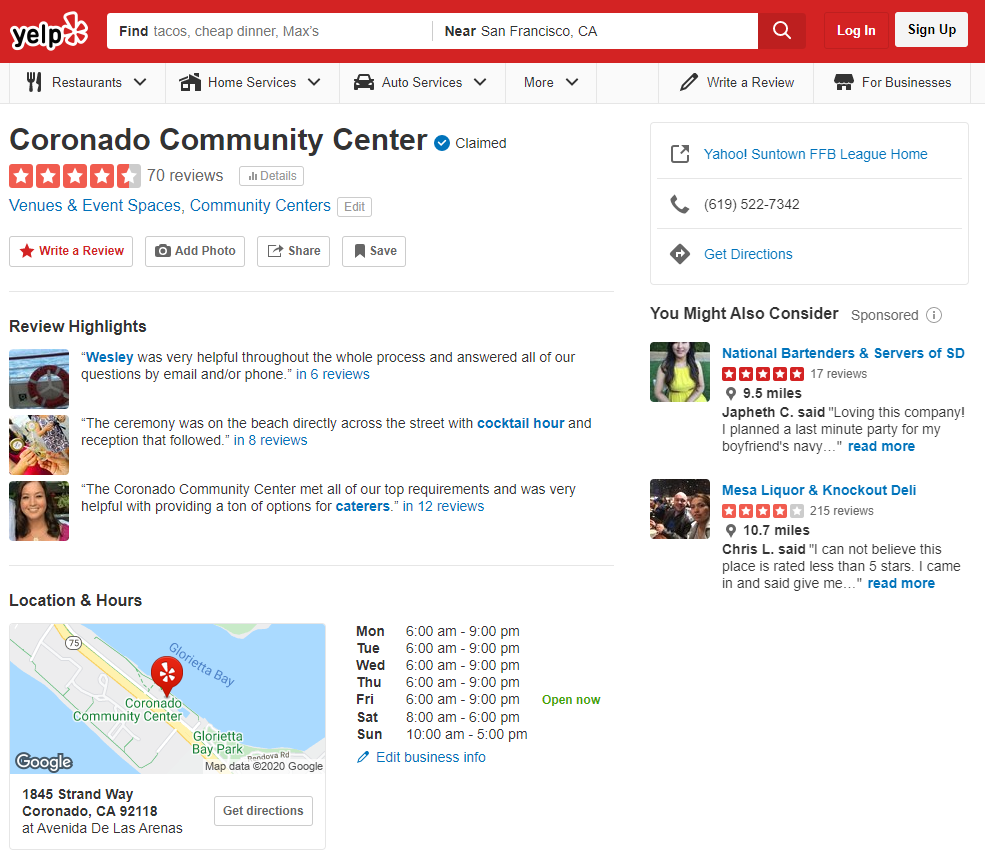 yelp
Find tacos, cheap dinner, Max's
Near San Francisco, CA
Log In
Sign Up
Restaurants
Home Services
Auto Services
More
Write a Review
For Businesses
Coronado Community Center
Claimed
70 reviews
Details
Venues & Event Spaces, Community Centers
Edit
Write a Review
Add Photo
Share
Save
Review Highlights
“Wesley was very helpful throughout the whole process and answered all of our
questions by email and/or phone.” in 6 reviews
“The ceremony was on the beach directly across the street with cocktail hour and
reception that followed.” in 8 reviews
“The Coronado Community Center met all of our top requirements and was very
helpful with providing a ton of options for caterers.” in 12 reviews
Location & Hours
75
Glorietta Bay
Coronado
Community Center
Glorietta
Bay Park
Pendova Rd
Google
Map data ©2020 Google
1845 Strand Way
Coronado, CA 92118
at Avenida De Las Arenas
Get directions
Mon 6:00 am - 9:00 pm
Tue 6:00 am - 9:00 pm
Wed 6:00 am - 9:00 pm
Thu 6:00 am - 9:00 pm
Fri 6:00 am - 9:00 pm Open now
Sat 8:00 am - 6:00 pm
Sun 10:00 am - 5:00 pm
Edit business info
Yahoo! Suntown FFB League Home
(619) 522-7342
Get Directions
You Might Also Consider
Sponsored
National Bartenders & Servers of SD
17 reviews
9.5 miles
Japheth C. said "Loving this company!
I planned a last minute party for my
boyfriend's navy…" read more
Mesa Liquor & Knockout Deli
215 reviews
10.7 miles
Chris L. said "I can not believe this
place is rated less than 5 stars. I came
in and said give me…" read more